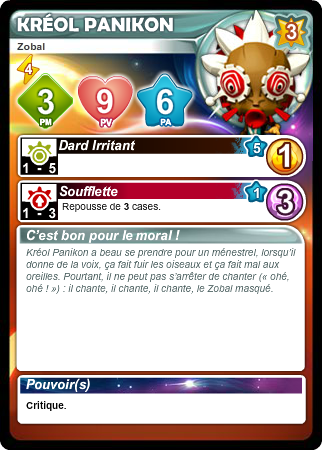 KRÉOL PANIKON
3
Zobal
4
3
PM
9
PV
6
PA
Dard Irritant
5
1
1 - 5
Soufflette
1
3
Repousse de 3 cases.
1 - 3
C'est bon pour le moral !
Kréol Panikon a beau se prendre pour un ménestrel, lorsqu'il
donne de la voix, ça fait fuir les oiseaux et ça fait mal aux
oreilles. Pourtant, il ne peut pas s'arrêter de chanter (« ohé,
ohé ! ») : il chante, il chante, il chante, le Zobal masqué.
Pouvoir(s)
Critique.